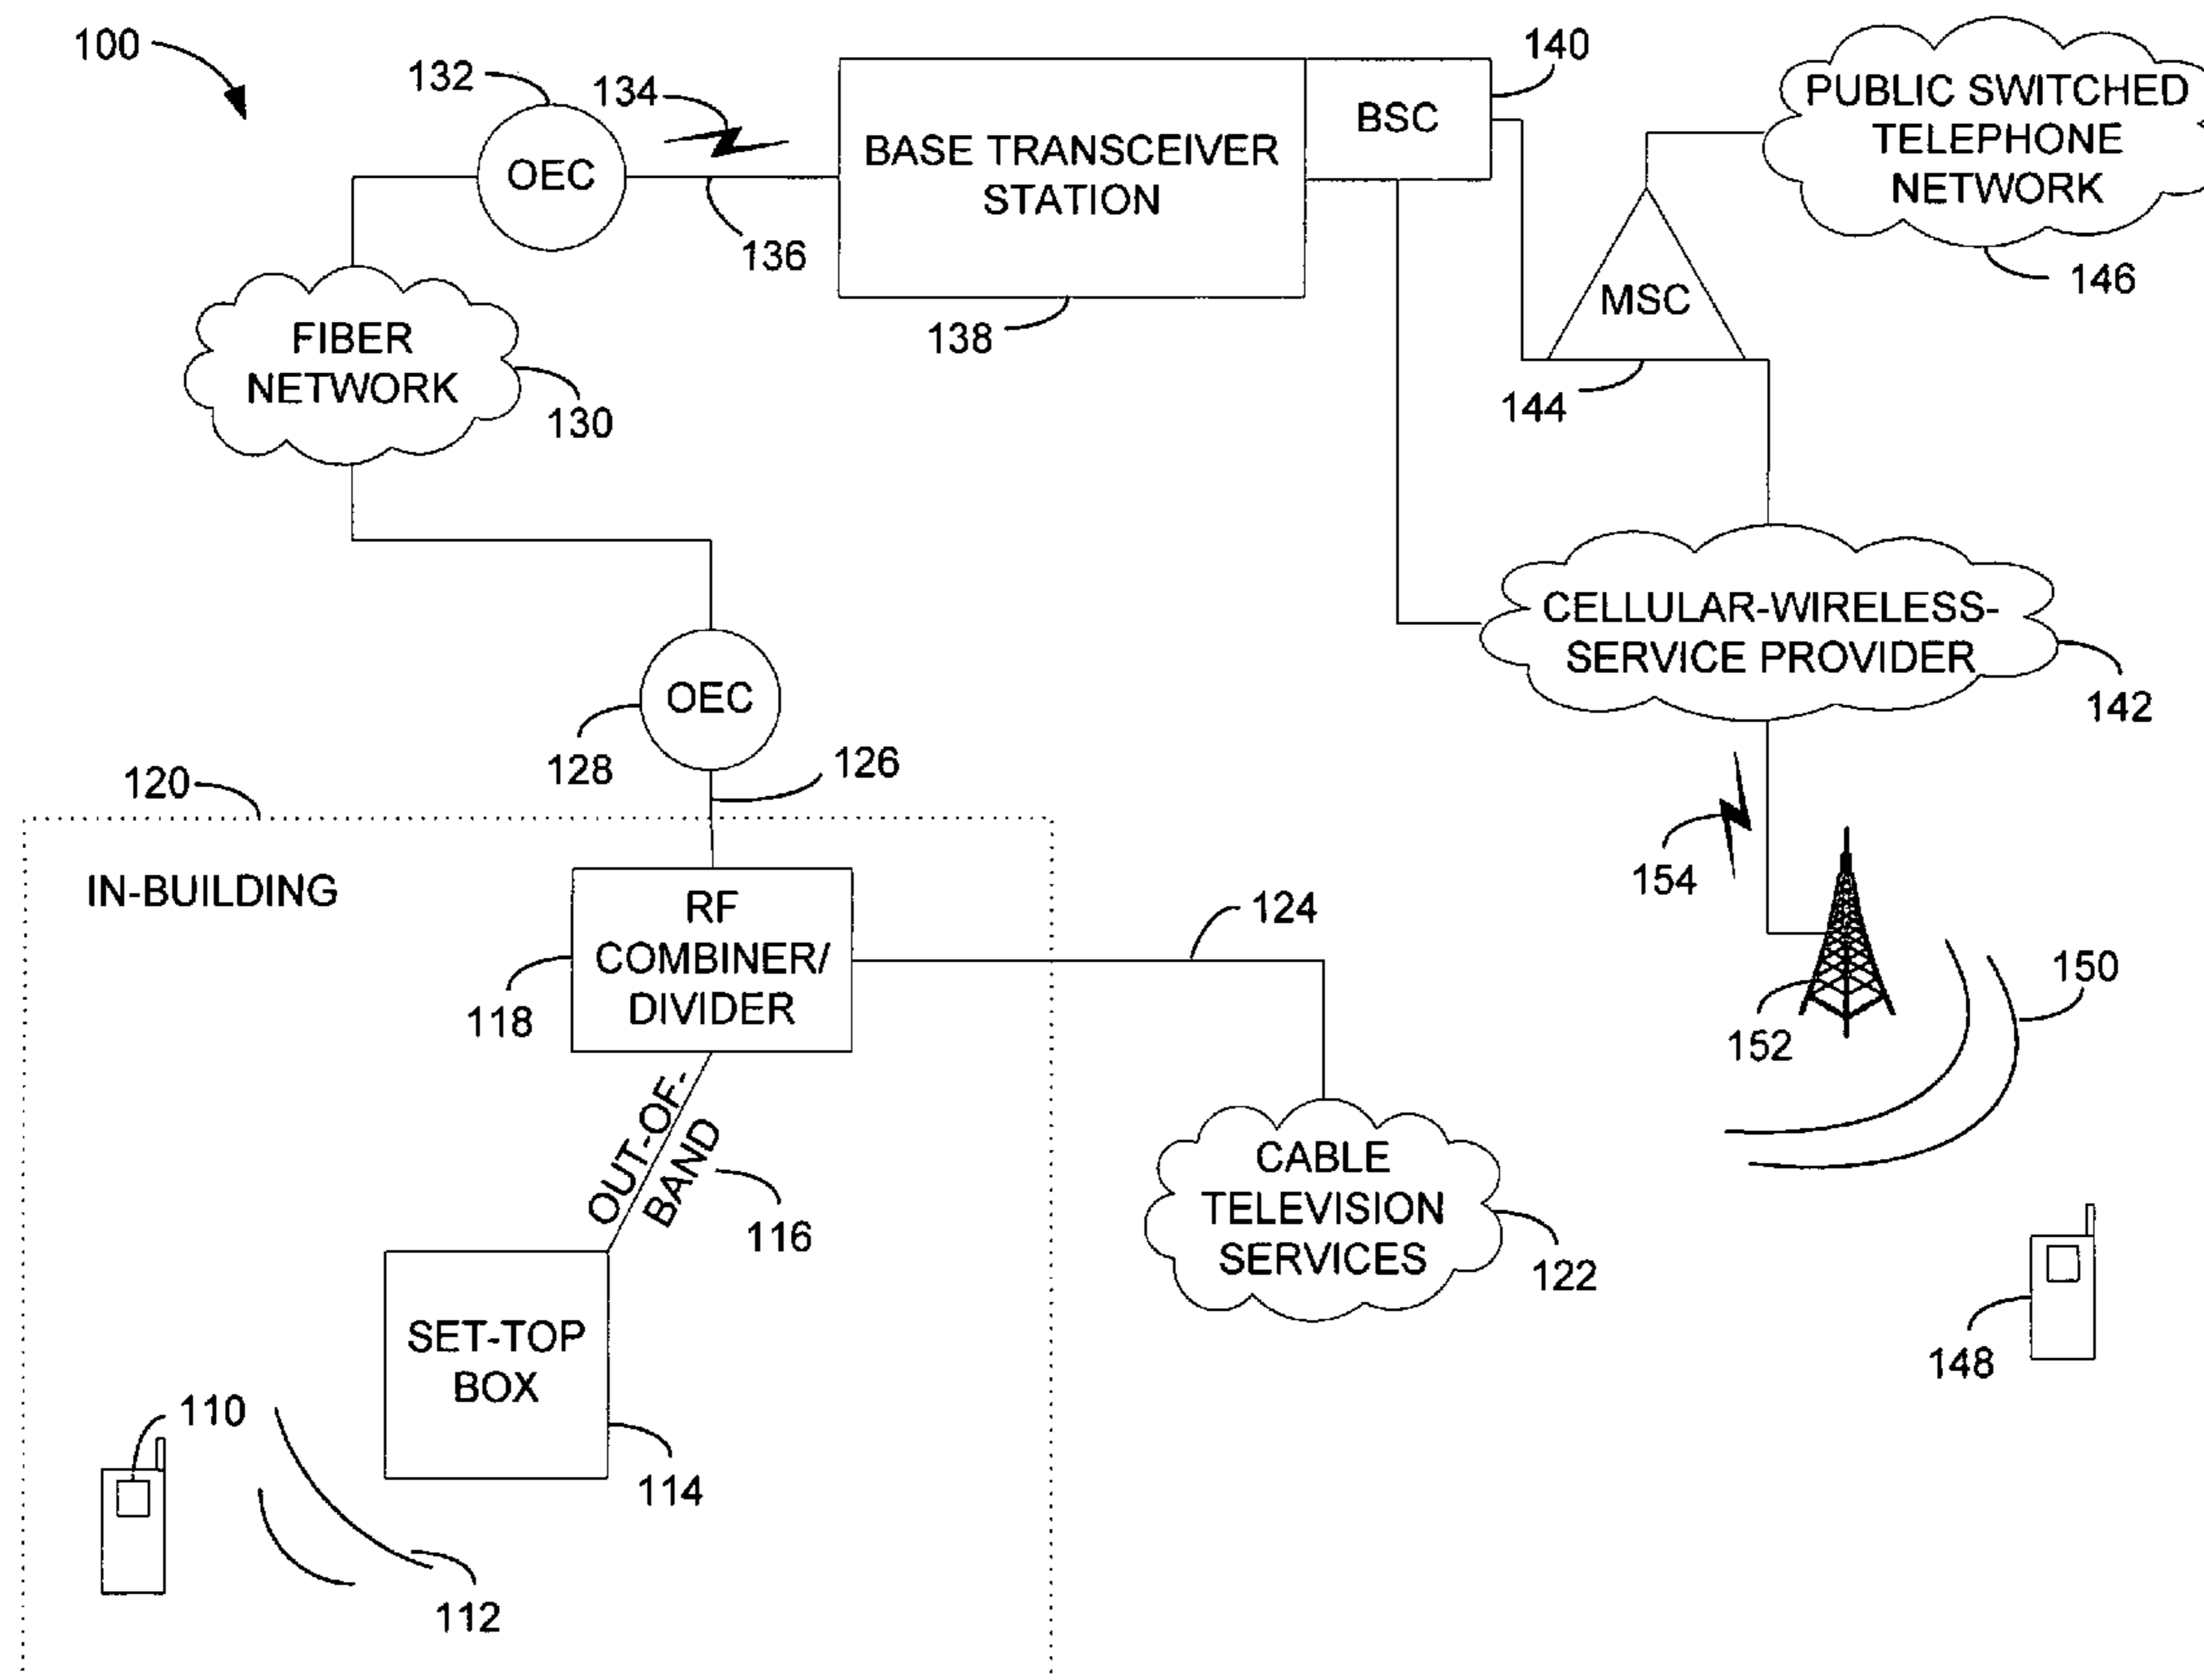 100
132
134
140
PUBLIC SWITCHED
TELEPHONE
NETWORK
146
OEC
BASE TRANSCEIVER
STATION
BSC
136
138
MSC
144
FIBER
NETWORK
130
CELLULAR-WIRELESS-
SERVICE PROVIDER
142
OEC
128
126
120
IN-BUILDING
RF
COMBINER/
DIVIDER
118
124
154
152
150
OUT-OF-
BAND
116
CABLE
TELEVISION
SERVICES
122
148
SET-TOP
BOX
114
110
112